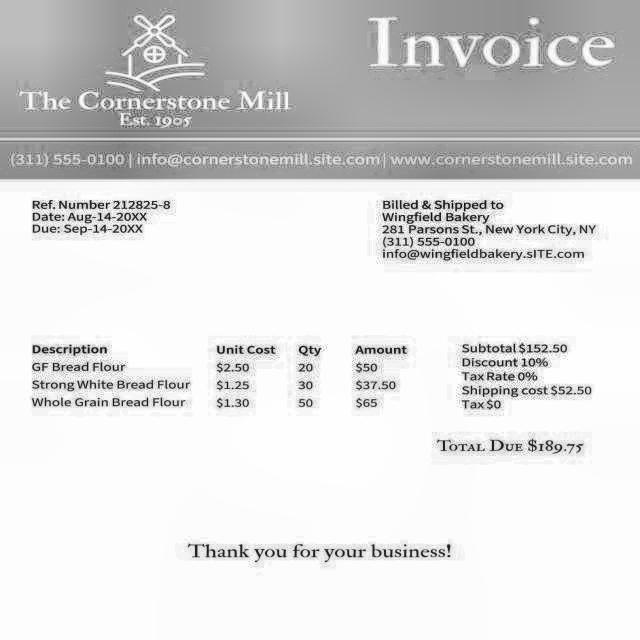 The Cornerstone Mill
Est. 1905
Invoice
(311) 555-0100 | info@cornerstonemill.site.com | www.cornerstonemill.site.com
Ref. Number 212825-8
Date: Aug-14-20XX
Due: Sep-14-20XX
Billed & Shipped to
Wingfield Bakery
281 Parsons St., New York City, NY
(311) 555-0100
info@wingfieldbakery.sITE.com
Description Unit Cost Qty Amount
GF Bread Flour $2.50 20 $50
Strong White Bread Flour $1.25 30 $37.50
Whole Grain Bread Flour $1.30 50 $65
Subtotal $152.50
Discount 10%
Tax Rate 0%
Shipping cost $52.50
Tax $0
Total Due $189.75
Thank you for your business!